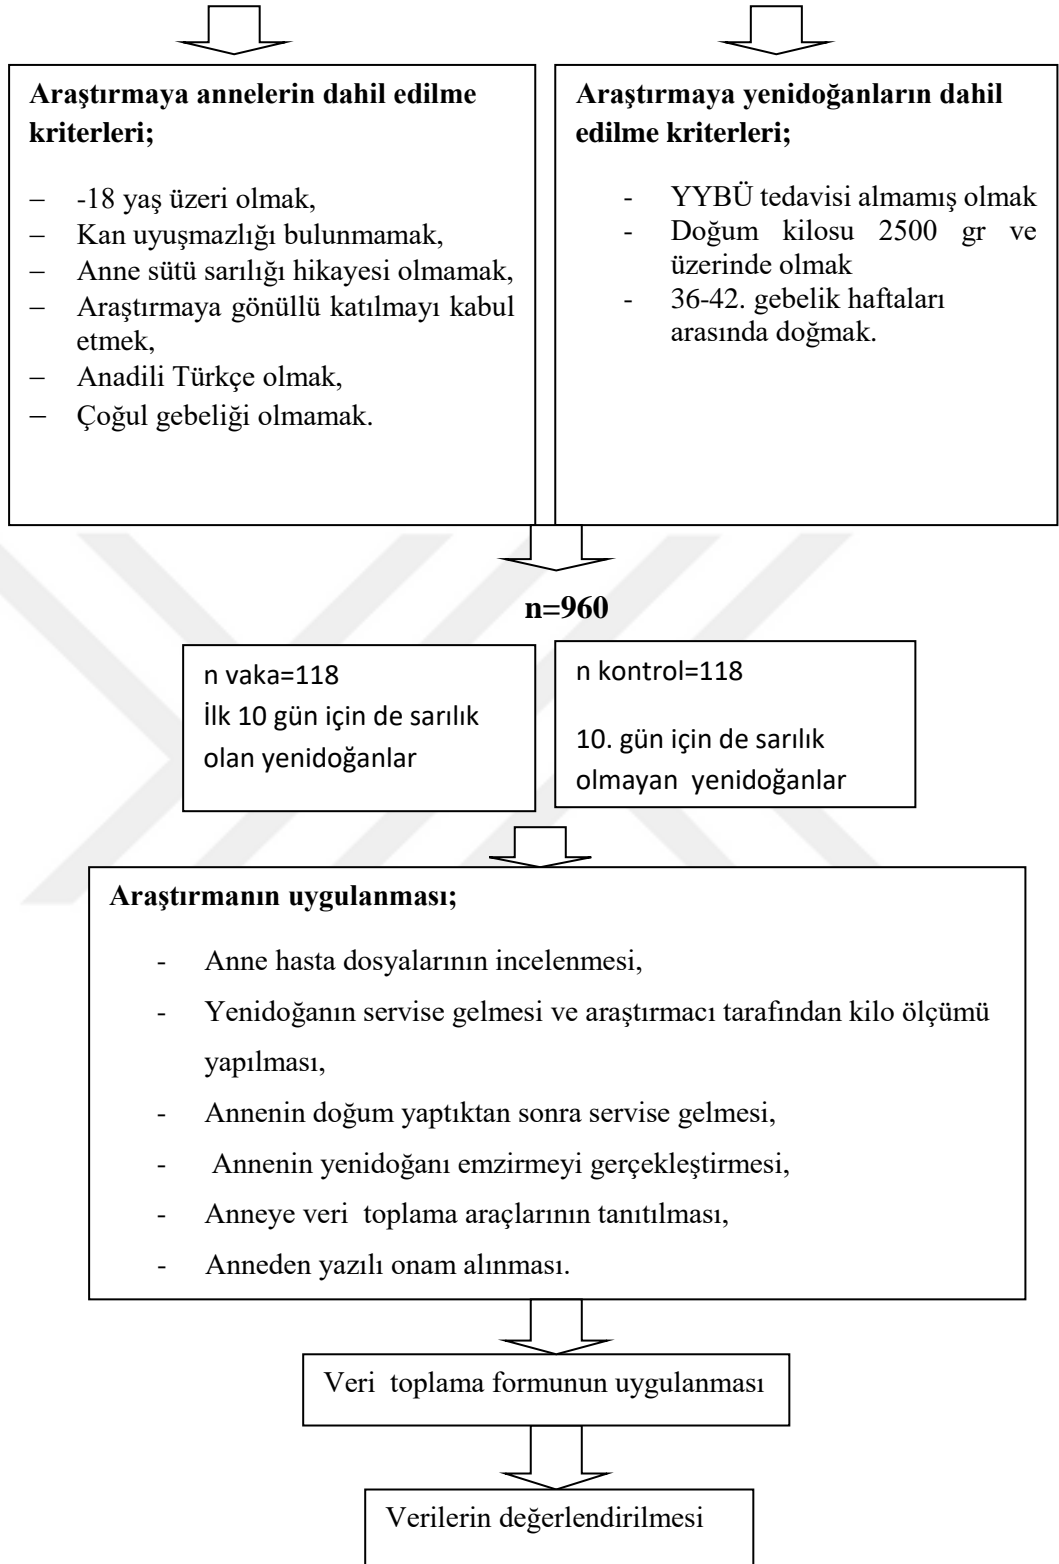 Araştırmaya annelerin dahil edilme
kriterleri;
– -18 yaş üzeri olmak,
– Kan uyuşmazlığı bulunmamak,
– Anne sütü sarılığı hikayesi olmamak,
– Araştırmaya gönüllü katılmayı kabul
etmek,
– Anadili Türkçe olmak,
– Çoğul gebeliği olmamak.
Araştırmaya yenidoğanların dahil
edilme kriterleri;
- YYBÜ tedavisi almamış olmak
- Doğum kilosu 2500 gr ve
üzerinde olmak
- 36-42. gebelik haftaları
arasında doğmak.
n=960
n vaka=118
İlk 10 gün için de sarılık
olan yenidoğanlar
n kontrol=118
10. gün için de sarılık
olmayan yenidoğanlar
Araştırmanın uygulanması;
- Anne hasta dosyalarının incelenmesi,
- Yenidoğanın servise gelmesi ve araştırmacı tarafından kilo ölçümü
yapılması,
- Annenin doğum yaptıktan sonra servise gelmesi,
- Annenin yenidoğanı emzirmeyi gerçekleştirmesi,
- Anneye veri toplama araçlarının tanıtılması,
- Anneden yazılı onam alınması.
Veri toplama formunun uygulanması
Verilerin değerlendirilmesi